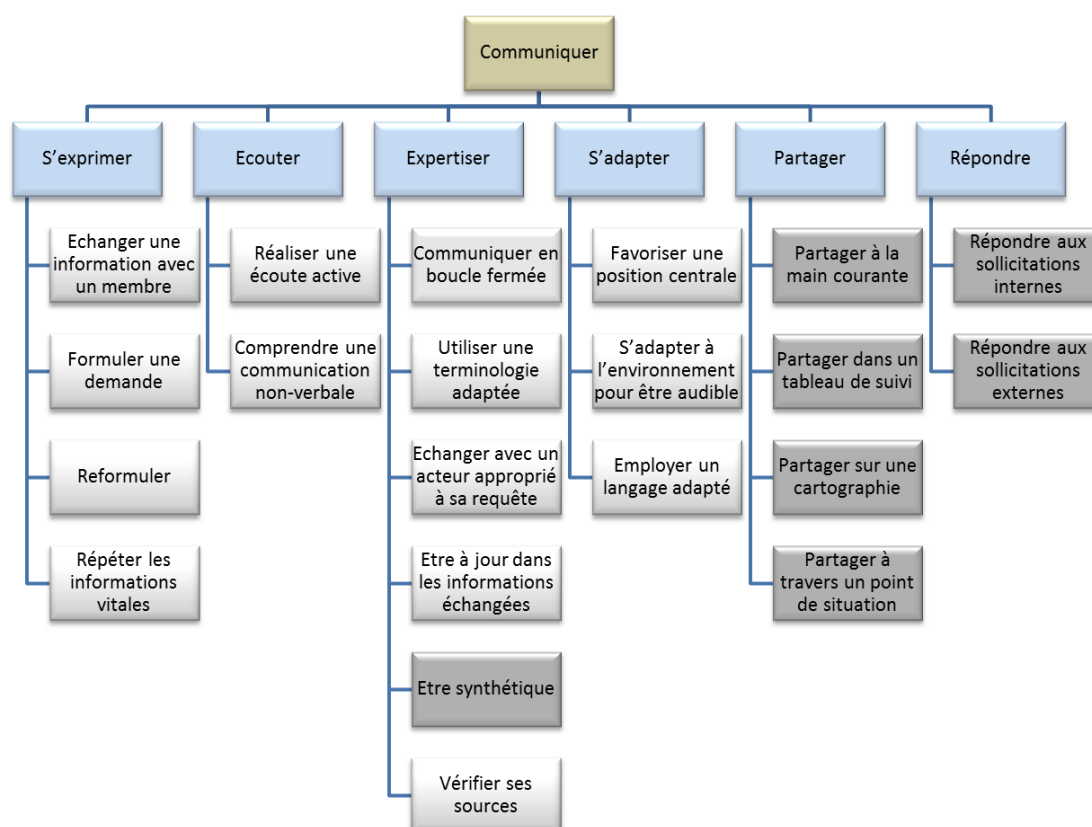 Communiquer
S'exprimer
Ecouter
Expertiser
S'adapter
Partager
Répondre
Echanger une
information avec
un membre
Formuler une
demande
Reformuler
Répéter les
informations
vitales
Réaliser une
écoute active
Comprendre une
communication
non-verbale
Communiquer en
boucle fermée
Utiliser une
terminologie
adaptée
Echanger avec un
acteur approprié
à sa requête
Etre à jour dans
les informations
échangées
Etre synthétique
Vérifier ses
sources
Favoriser une
position centrale
S'adapter à
l'environnement
pour être audible
Employer un
langage adapté
Partager à la
main courante
Partager dans un
tableau de suivi
Partager sur une
cartographie
Partager à
travers un point
de situation
Répondre aux
sollicitations
internes
Répondre aux
sollicitations
externes